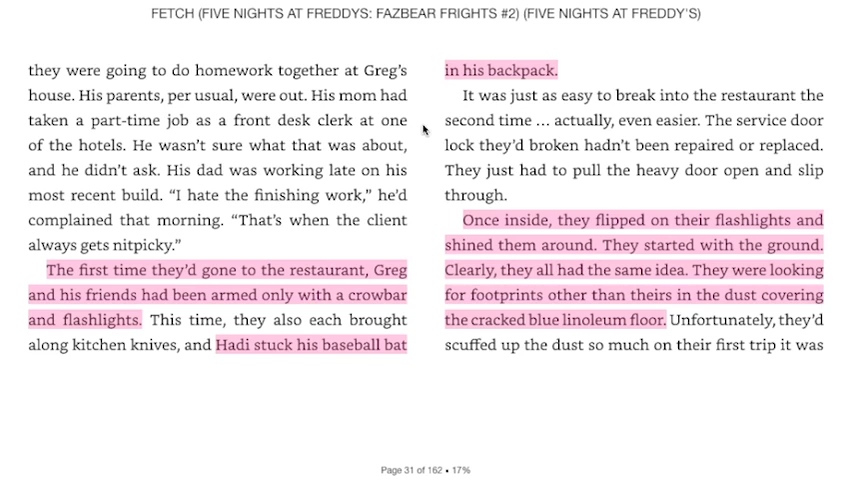 FETCH (FIVE NIGHTS AT FREDDYS: FAZBEAR FRIGHTS #2) (FIVE NIGHTS AT FREDDY'S)
they were going to do homework together at Greg’s
house. His parents, per usual, were out. His mom had
taken a part-time job as a front desk clerk at one
of the hotels. He wasn’t sure what that was about,
and he didn’t ask. His dad was working late on his
most recent build. “I hate the finishing work,” he’d
complained that morning. “That’s when the client
always gets nitpicky.”
The first time they’d gone to the restaurant, Greg
and his friends had been armed only with a crowbar
and flashlights. This time, they also each brought
along kitchen knives, and Hadi stuck his baseball bat
in his backpack.
It was just as easy to break into the restaurant the
second time … actually, even easier. The service door
lock they’d broken hadn’t been repaired or replaced.
They just had to pull the heavy door open and slip
through.
Once inside, they flipped on their flashlights and
shined them around. They started with the ground.
Clearly, they all had the same idea. They were looking
for footprints other than theirs in the dust covering
the cracked blue linoleum floor. Unfortunately, they’d
scuffed up the dust so much on their first trip it was
Page 31 of 162 • 17%